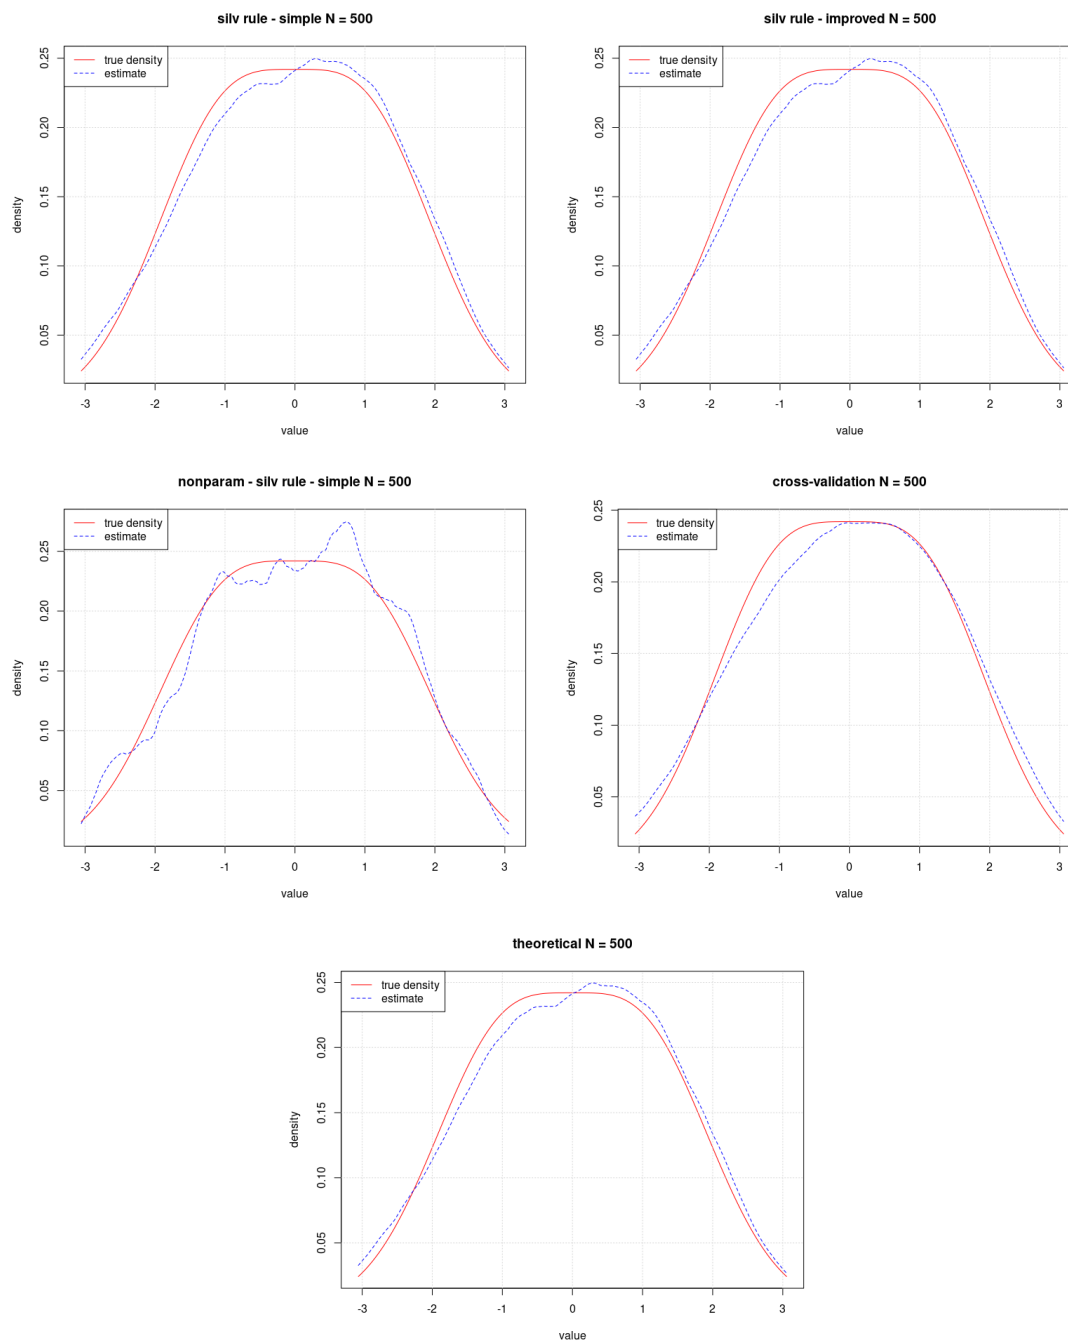 silv rule - simple N = 500
true density
estimate
density
0.05 0.10 0.15 0.20 0.25
-3 -2 -1 0 1 2 3
value
silv rule - improved N = 500
true density
estimate
density
0.05 0.10 0.15 0.20 0.25
-3 -2 -1 0 1 2 3
value
nonparam - silv rule - simple N = 500
true density
estimate
density
0.05 0.10 0.15 0.20 0.25
-3 -2 -1 0 1 2 3
value
cross-validation N = 500
true density
estimate
density
0.05 0.10 0.15 0.20 0.25
-3 -2 -1 0 1 2 3
value
theoretical N = 500
true density
estimate
density
0.05 0.10 0.15 0.20 0.25
-3 -2 -1 0 1 2 3
value